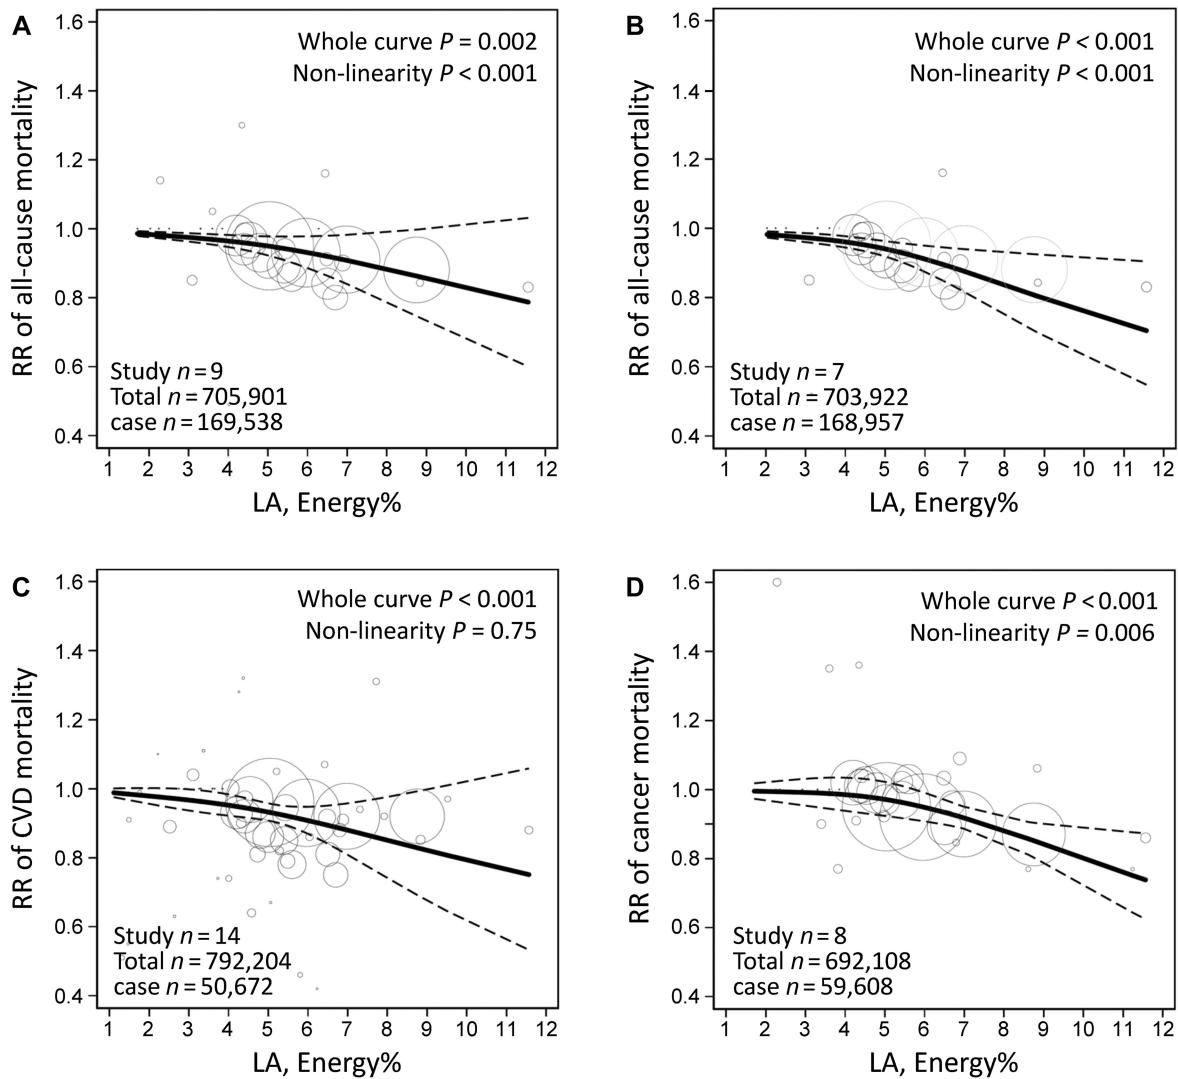 A
Whole curve P = 0.002
Non-linearity P < 0.001
RR of all-cause mortality
1.6
1.4
1.2
1.0
0.8
0.6
0.4
Study n = 9
Total n = 705,901
case n = 169,538
1 2 3 4 5 6 7 8 9 10 11 12
LA, Energy%
B
Whole curve P < 0.001
Non-linearity P < 0.001
RR of all-cause mortality
1.6
1.4
1.2
1.0
0.8
0.6
0.4
Study n = 7
Total n = 703,922
case n = 168,957
1 2 3 4 5 6 7 8 9 10 11 12
LA, Energy%
C
Whole curve P < 0.001
Non-linearity P = 0.75
RR of CVD mortality
1.6
1.4
1.2
1.0
0.8
0.6
0.4
Study n = 14
Total n = 792,204
case n = 50,672
1 2 3 4 5 6 7 8 9 10 11 12
LA, Energy%
D
Whole curve P < 0.001
Non-linearity P = 0.006
RR of cancer mortality
1.6
1.4
1.2
1.0
0.8
0.6
0.4
Study n = 8
Total n = 692,108
case n = 59,608
1 2 3 4 5 6 7 8 9 10 11 12
LA, Energy%